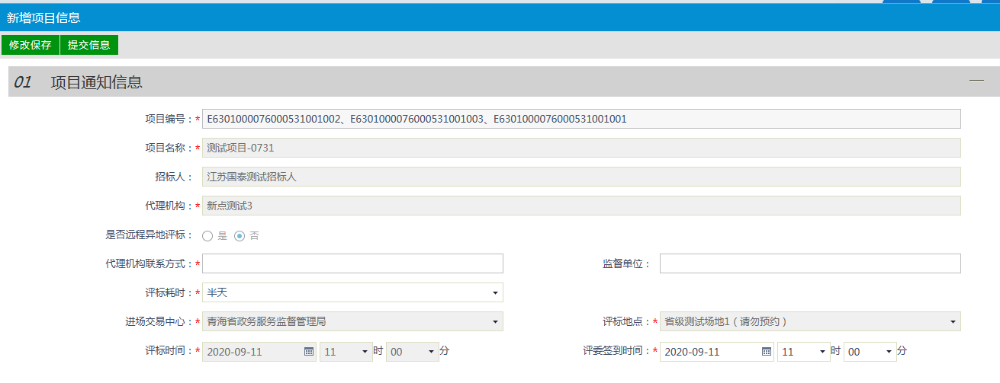 新增项目信息
修改保存 提交信息
01 项目通知信息
项目编号：* E6301000076000531001002、E6301000076000531001003、E6301000076000531001001
项目名称：* 测试项目-0731
招标人： 江苏国泰测试招标人
代理机构：* 新点测试3
是否远程异地评标： 是 否
代理机构联系方式：* 监督单位：
评标耗时：* 半天
进场交易中心：* 青海省政务服务监督管理局 评标地点：* 省级测试场地1（请勿预约）
评标时间：* 2020-09-11 11 时 00 分 评委签到时间：* 2020-09-11 11 时 00 分